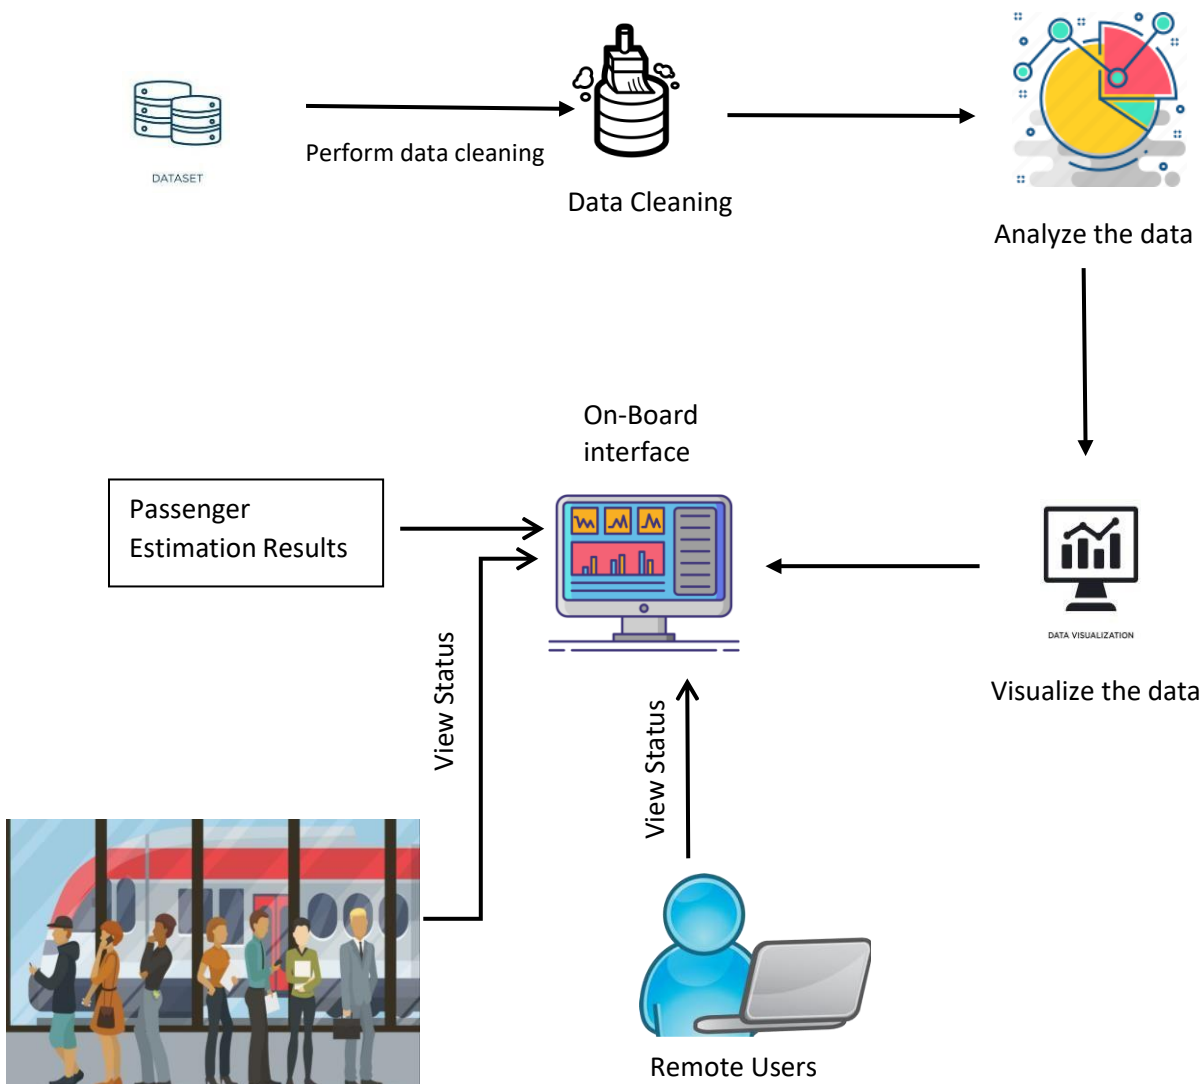 DATASET
Perform data cleaning
Data Cleaning
Analyze the data
On-Board
interface
Passenger
Estimation Results
DATA VISUALIZATION
Visualize the data
View Status
View Status
Remote Users